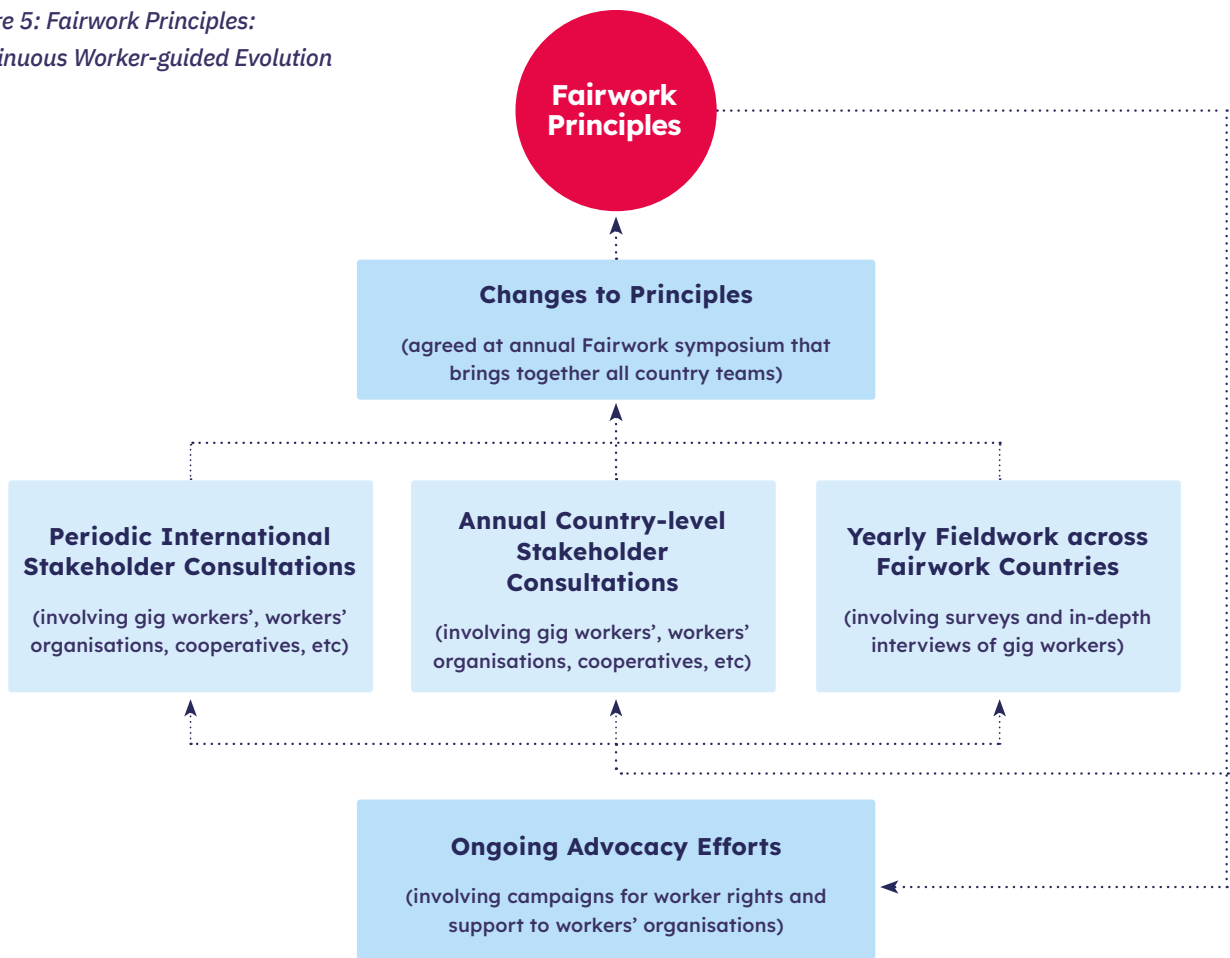 re 5: Fairwork Principles:
inuous Worker-guided Evolution
Fairwork
Principles
Changes to Principles
(agreed at annual Fairwork symposium that
brings together all country teams)
Periodic International
Stakeholder Consultations
(involving gig workers’, workers’
organisations, cooperatives, etc)
Annual Country-level
Stakeholder
Consultations
(involving gig workers’, workers’
organisations, cooperatives, etc)
Yearly Fieldwork across
Fairwork Countries
(involving surveys and in-depth
interviews of gig workers)
Ongoing Advocacy Efforts
(involving campaigns for worker rights and
support to workers’ organisations)